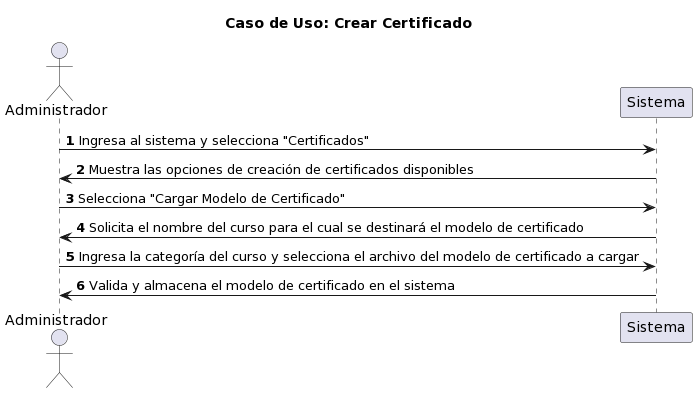 Caso de Uso: Crear Certificado
Administrador
Sistema
1 Ingresa al sistema y selecciona "Certificados"
2 Muestra las opciones de creación de certificados disponibles
3 Selecciona "Cargar Modelo de Certificado"
4 Solicita el nombre del curso para el cual se destinará el modelo de certificado
5 Ingresa la categoría del curso y selecciona el archivo del modelo de certificado a cargar
6 Valida y almacena el modelo de certificado en el sistema
Administrador
Sistema